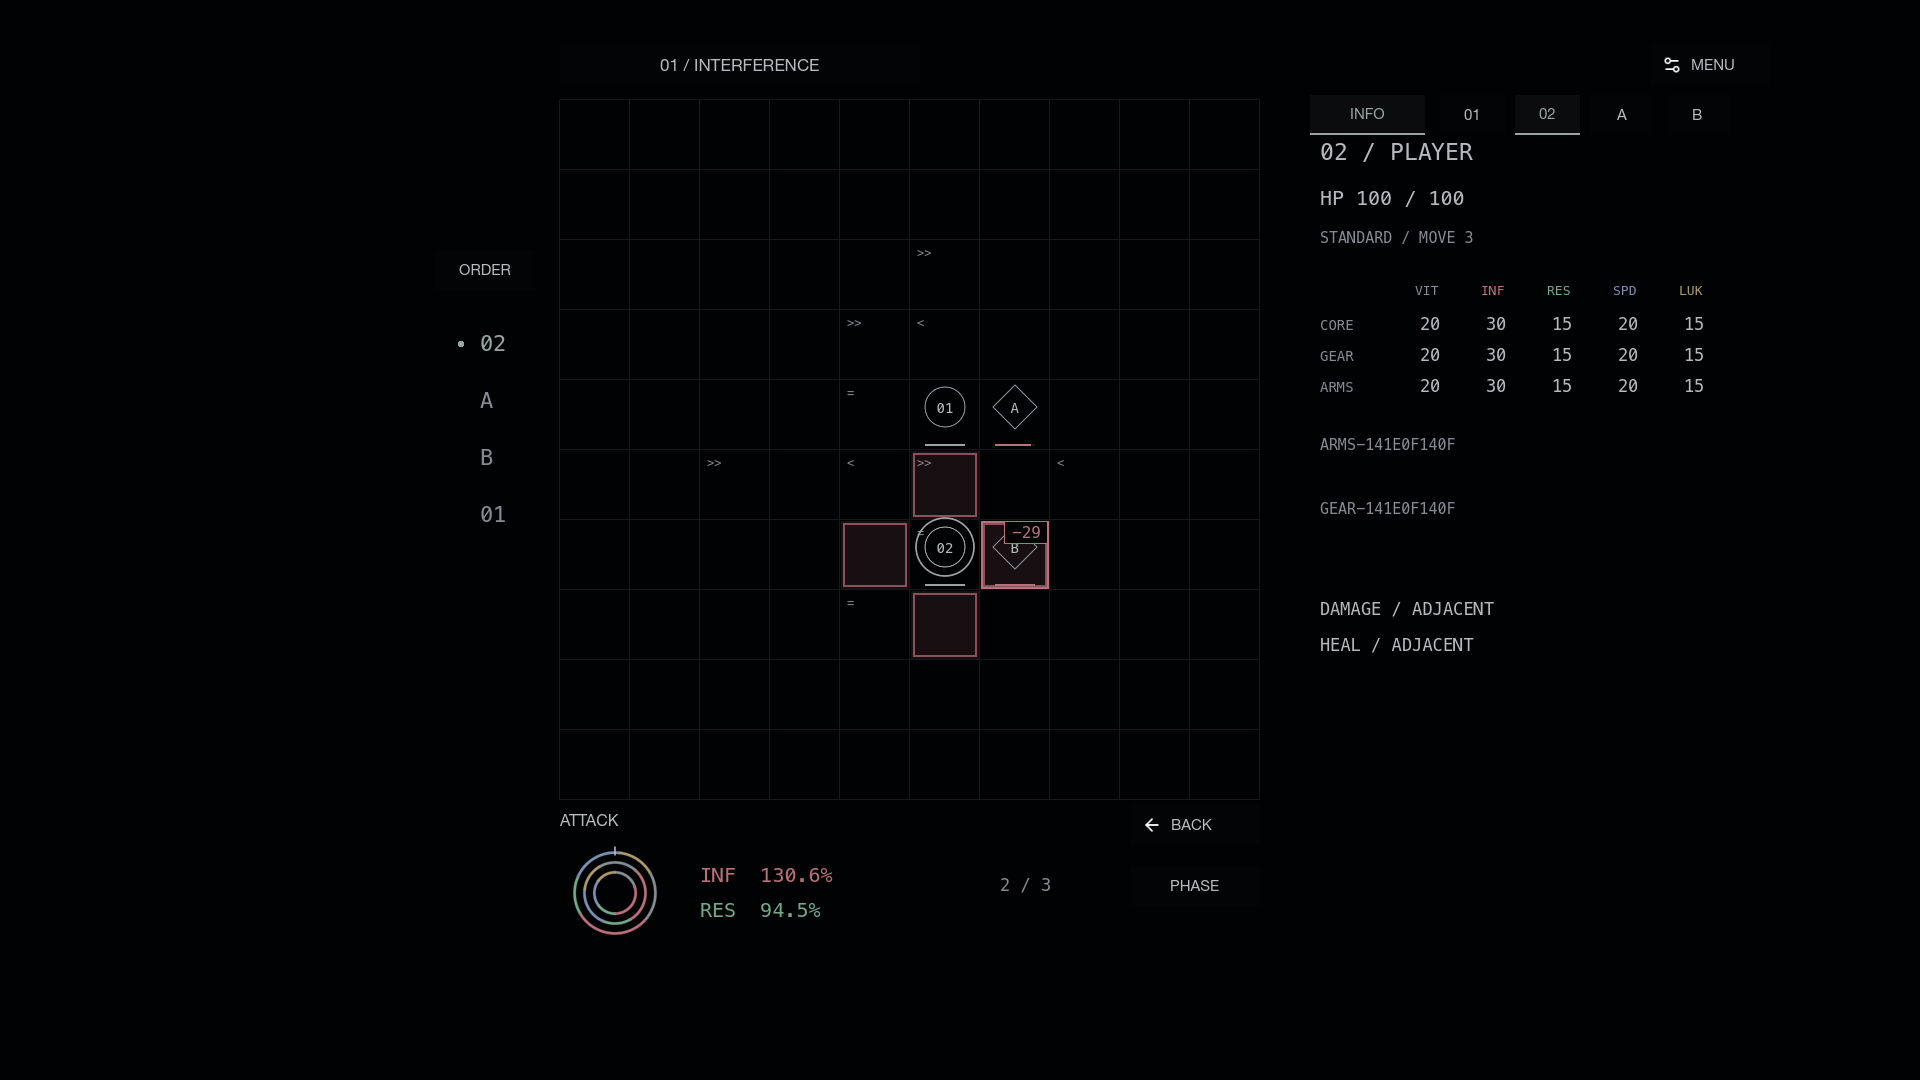 01 / INTERFERENCE
MENU
INFO 01 02 A B
02 / PLAYER
HP 100 / 100
STANDARD / MOVE 3
VIT INF RES SPD LUK
CORE 20 30 15 20 15
GEAR 20 30 15 20 15
ARMS 20 30 15 20 15
ARMS-141E0F140F
GEAR-141E0F140F
DAMAGE / ADJACENT
HEAL / ADJACENT
ORDER
02
A
B
01
>>
>> <
=
01 A
>> < >> <
= 02 B -29
=
ATTACK
BACK
INF 130.6%
RES 94.5%
2 / 3
PHASE